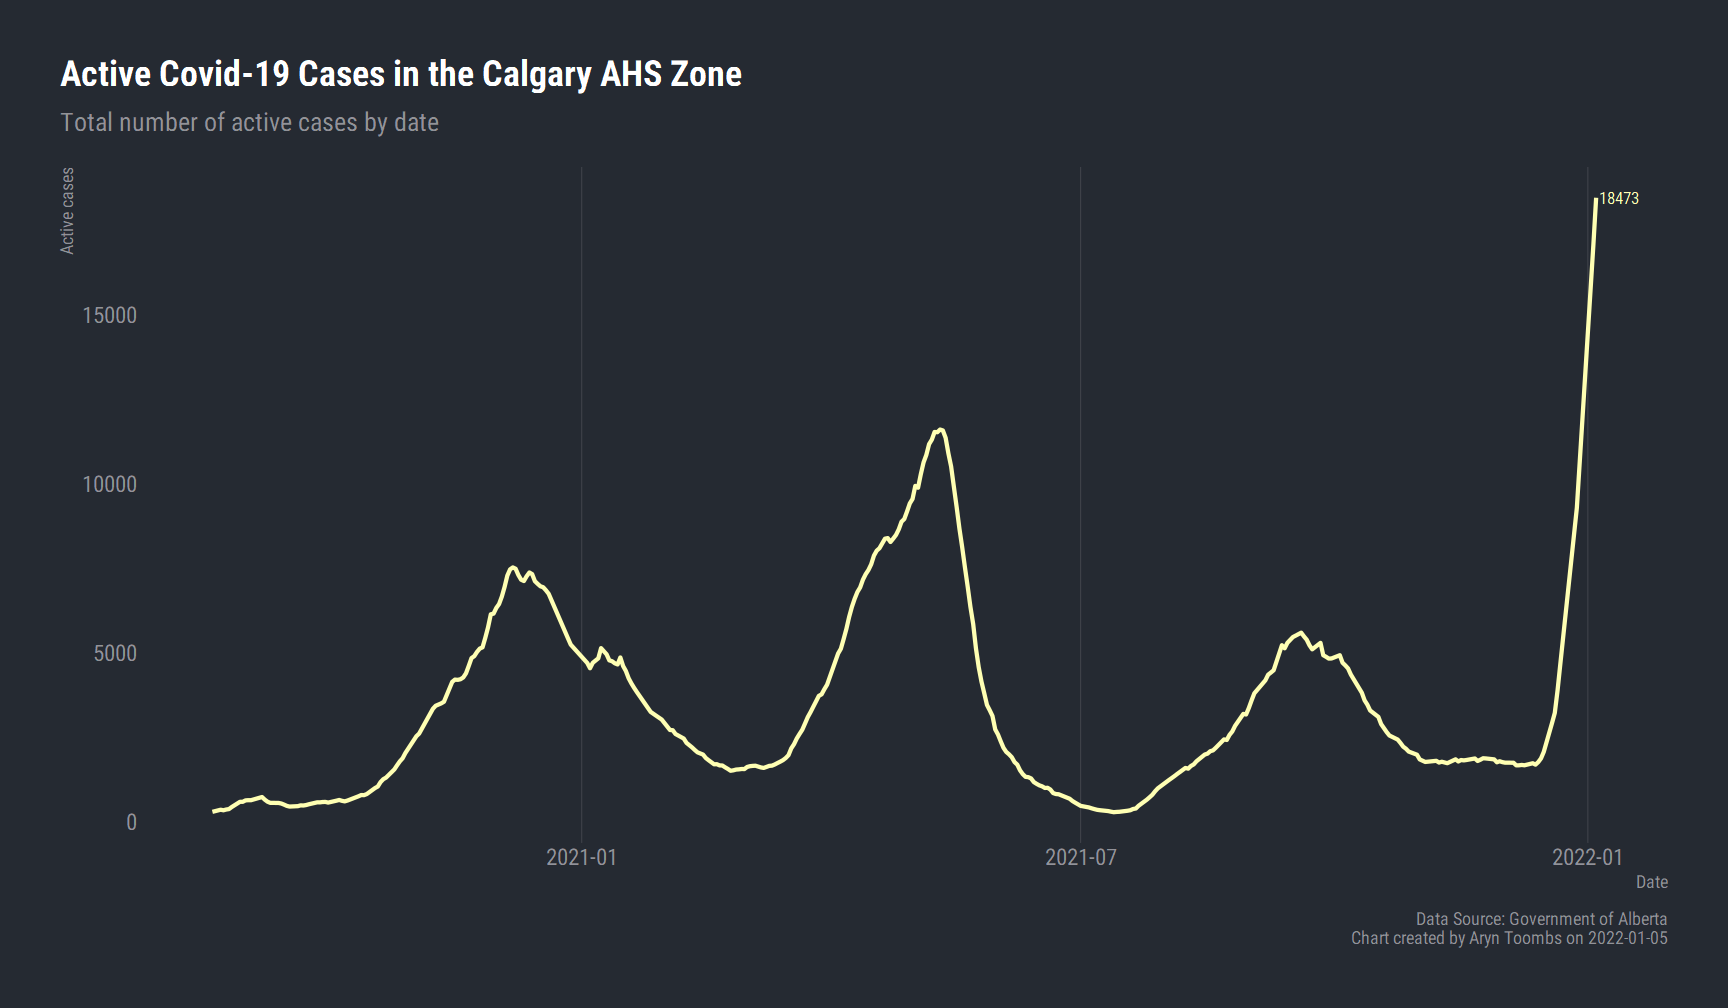 Active Covid-19 Cases in the Calgary AHS Zone
Total number of active cases by date
Active cases
18473
15000
10000
5000
0
2021-01
2021-07
2022-01
Date
Data Source: Government of Alberta
Chart created by Aryn Toombs on 2022-01-05